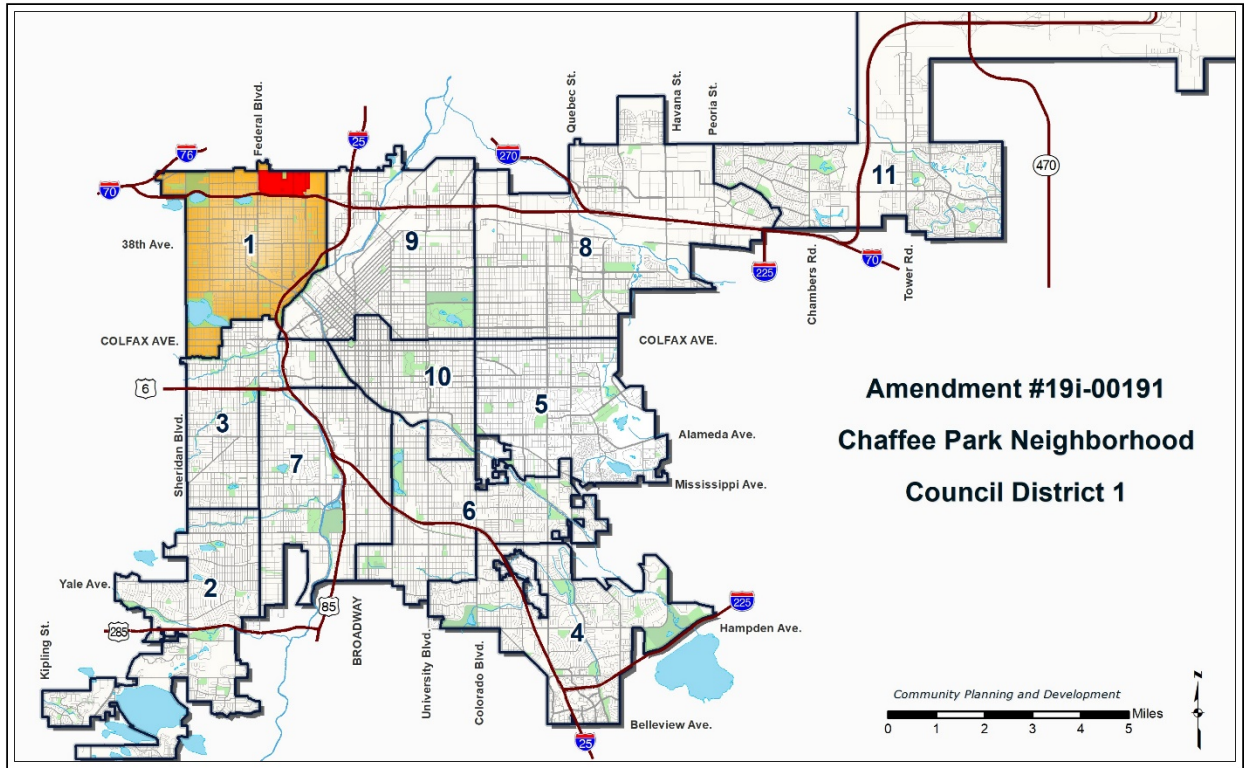 Federal Blvd.
Quebec St.
Havana St.
Peoria St.
25
76
270
70
470
11
38th Ave.
1
9
8
225
70
Chambers Rd.
Tower Rd.
COLFAX AVE.
COLFAX AVE.
6
10
5
3
Sheridan Blvd.
7
Alameda Ave.
Mississippi Ave.
6
Amendment #19i-00191
Chaffee Park Neighborhood
Council District 1
Yale Ave.
2
85
BROADWAY
University Blvd.
Colorado Blvd.
4
225
Hampden Ave.
285
Kipling St.
Belleview Ave.
25
Community Planning and Development
Miles
0 1 2 3 4 5
N